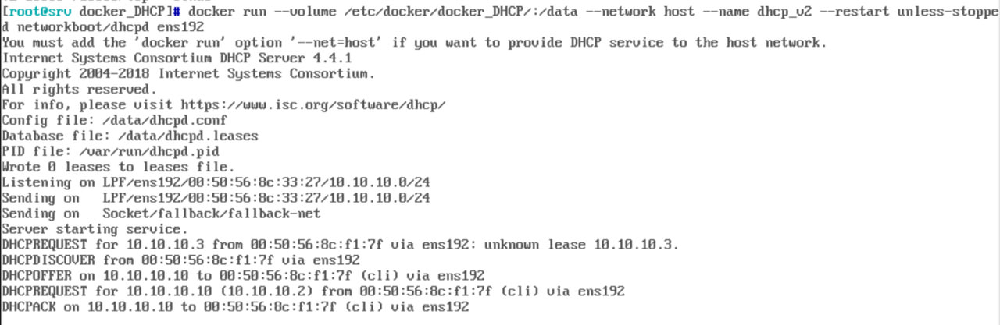 [root@srv docker_DHCP]# docker run --volume /etc/docker/docker_DHCP/:/data --network host --name dhcp_v2 --restart unless-stoppe
d networkboot/dhcpd ens192
You must add the 'docker run' option '--net=host' if you want to provide DHCP service to the host network.
Internet Systems Consortium DHCP Server 4.4.1
Copyright 2004-2018 Internet Systems Consortium.
All rights reserved.
For info, please visit https://www.isc.org/software/dhcp/
Config file: /data/dhcpd.conf
Database file: /data/dhcpd.leases
PID file: /var/run/dhcpd.pid
Wrote 0 leases to leases file.
Listening on LPF/ens192/00:50:56:8c:33:27/10.10.10.0/24
Sending on   LPF/ens192/00:50:56:8c:33:27/10.10.10.0/24
Sending on   Socket/fallback/fallback-net
Server starting service.
DHCPREQUEST for 10.10.10.3 from 00:50:56:8c:f1:7f via ens192: unknown lease 10.10.10.3.
DHCPDISCOVER from 00:50:56:8c:f1:7f via ens192
DHCPOFFER on 10.10.10.10 to 00:50:56:8c:f1:7f (cli) via ens192
DHCPREQUEST for 10.10.10.10 (10.10.10.2) from 00:50:56:8c:f1:7f (cli) via ens192
DHCPACK on 10.10.10.10 to 00:50:56:8c:f1:7f (cli) via ens192